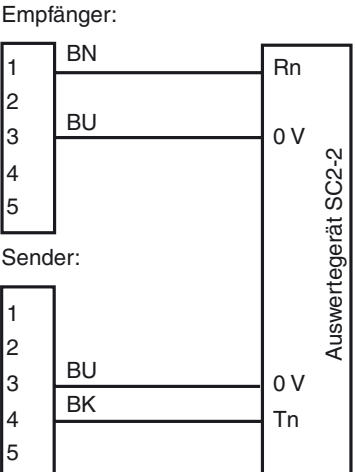 Empfänger:
1 BN Rn
2
3 BU 0 V
4
5
Auswertegerät SC2-2
Sender:
1
2
3 BU 0 V
4 BK Tn
5